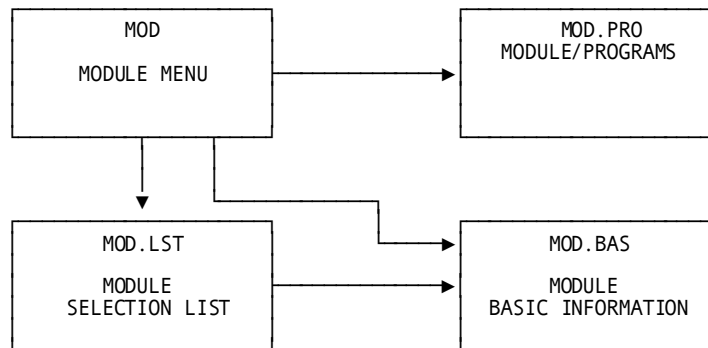 MOD
MODULE MENU
MOD.PRO
MODULE/PROGRAMS
MOD.LST
MODULE
SELECTION LIST
MOD.BAS
MODULE
BASIC INFORMATION